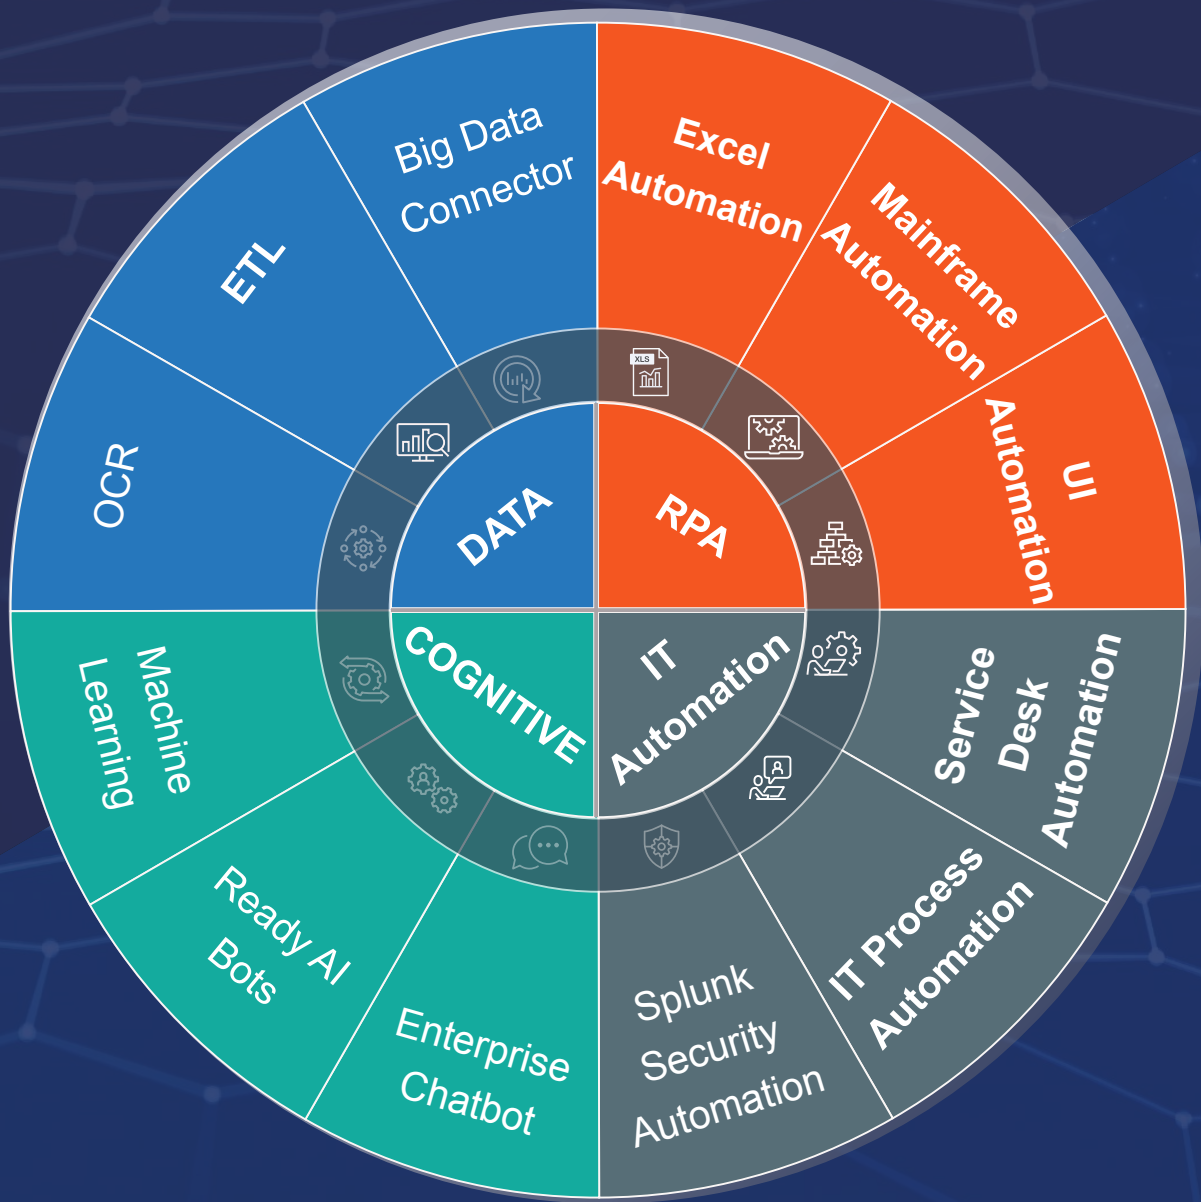 Big Data
Connector
Excel
Automation
Mainframe
Automation
UI
Automation
Service
Desk
Automation
IT Process
Automation
Splunk
Security
Automation
Enterprise
Chatbot
Ready AI
Bots
Machine
Learning
OCR
ETL
XLS
DATA
RPA
IT
Automation
COGNITIVE